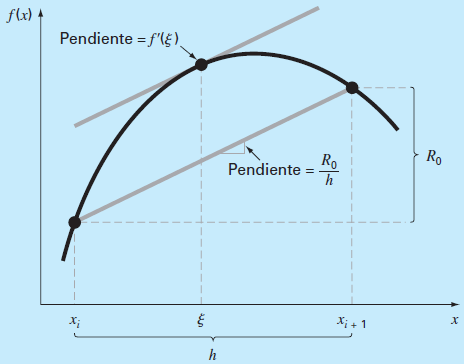 f(x)
Pendiente = f'(ξ)
Pendiente = R₀/h
R₀
xᵢ
ξ
xᵢ ₊ ₁
x
h